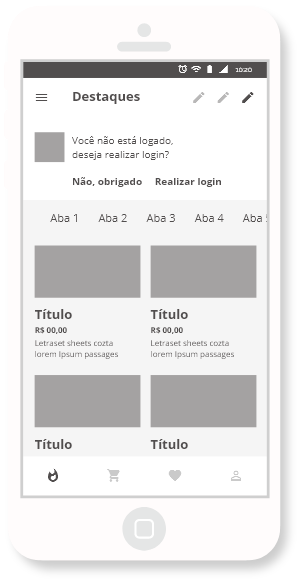 10:20
Destaques
Você não está logado,
deseja realizar login?
Não, obrigado Realizar login
Aba 1 Aba 2 Aba 3 Aba 4 Aba
Título Título
R$ 00,00 R$ 00,00
Letraset sheets cozta Letraset sheets cozta
lorem Ipsum passages lorem Ipsum passages
Título Título